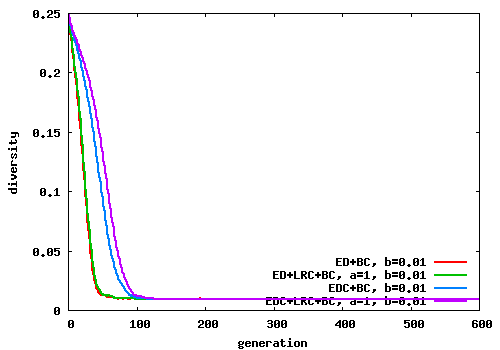 0.25
0.2
0.15
0.1
0.05
0
diversity
ED+BC, b=0.01
ED+LRC+BC, a=1, b=0.01
EDC+BC, b=0.01
EDC+LRC+BC, a=1, b=0.01
0 100 200 300 400 500 600
generation